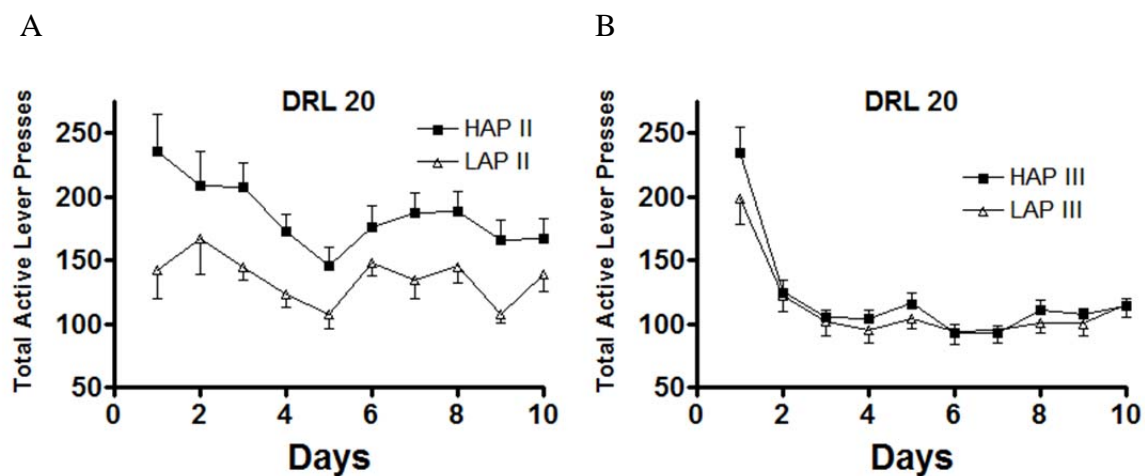 A
B
Total Active Lever Presses
DRL 20
HAP II
LAP II
250
200
150
100
50
0
2
4
6
8
10
Days
Total Active Lever Presses
DRL 20
HAP III
LAP III
250
200
150
100
50
0
2
4
6
8
10
Days